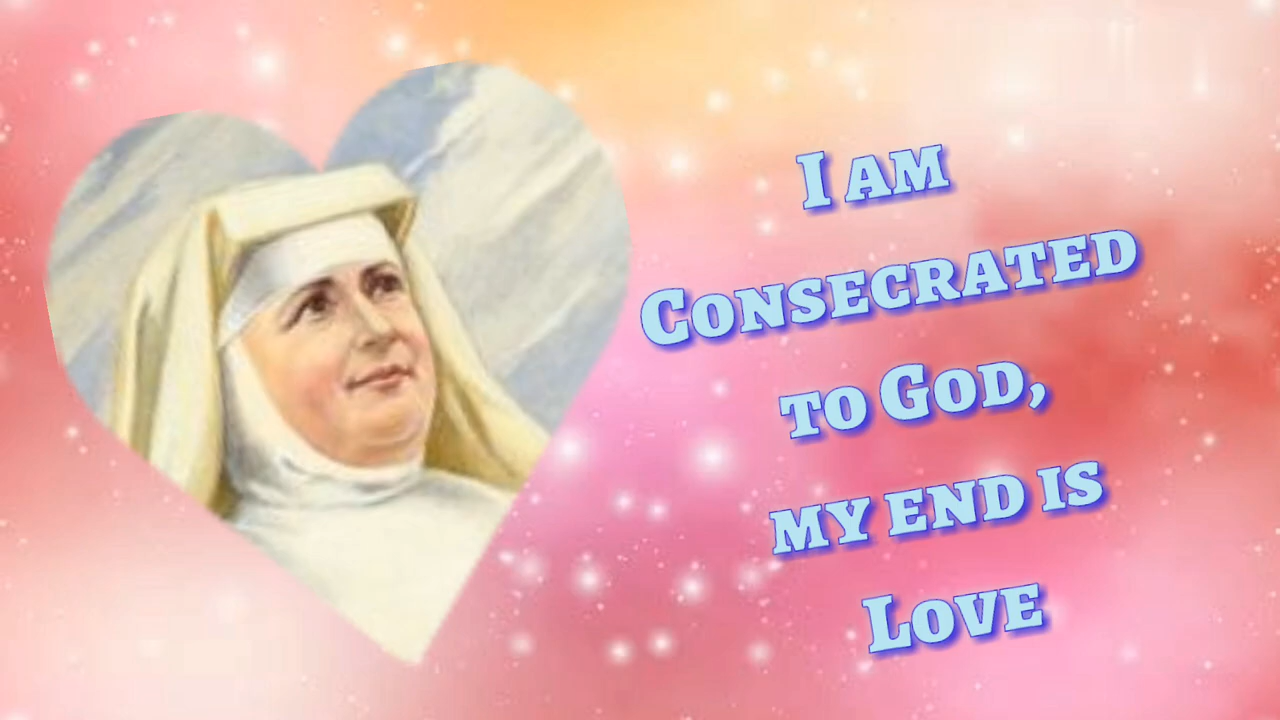 I am
Consecrated
to God,
my end is
Love